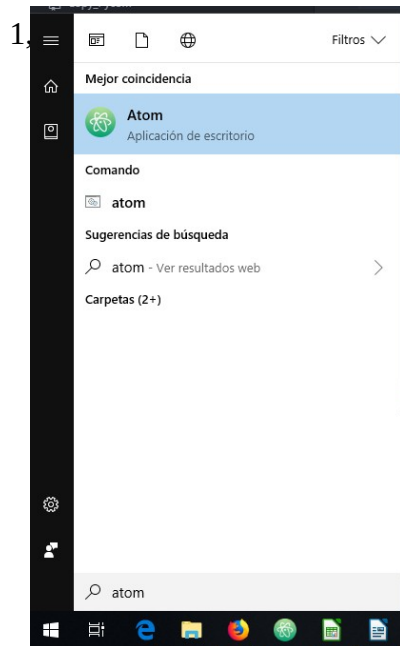 1,
Filtros
Mejor coincidencia
Atom
Aplicación de escritorio
Comando
atom
Sugerencias de búsqueda
atom - Ver resultados web
Carpetas (2+)
atom